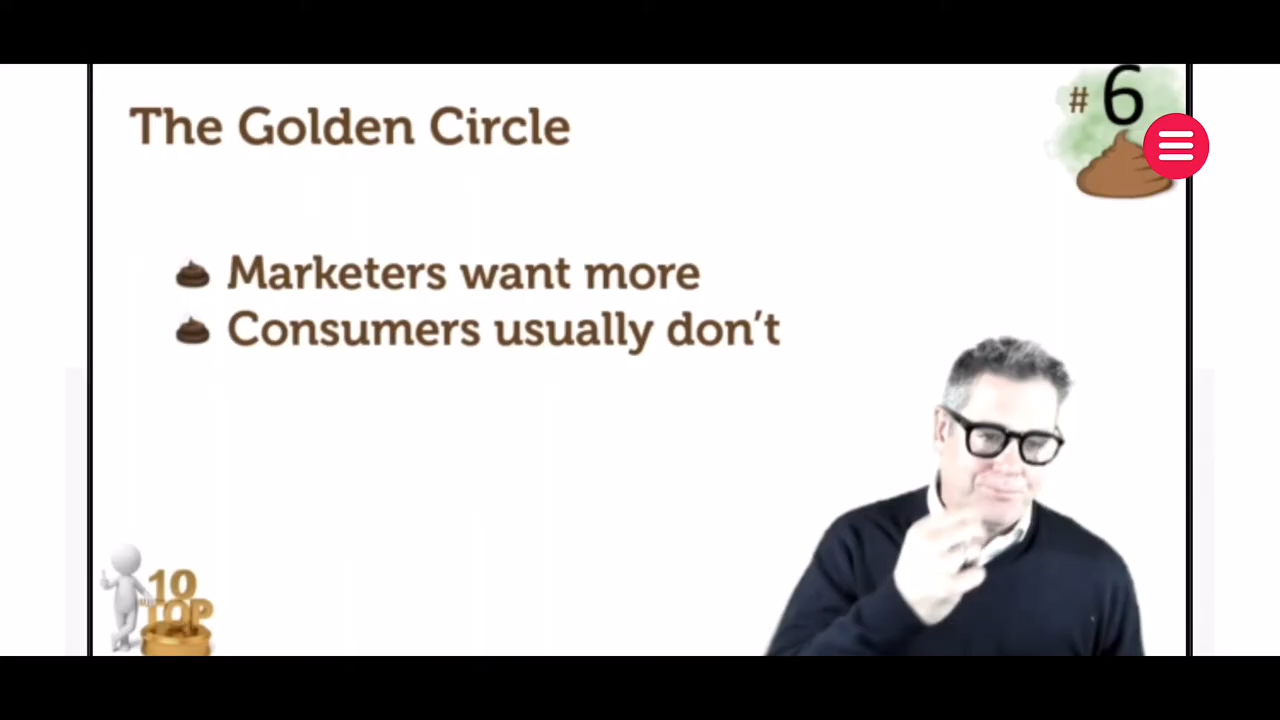 The Golden Circle
# 6
Marketers want more
Consumers usually don’t
10
TOP